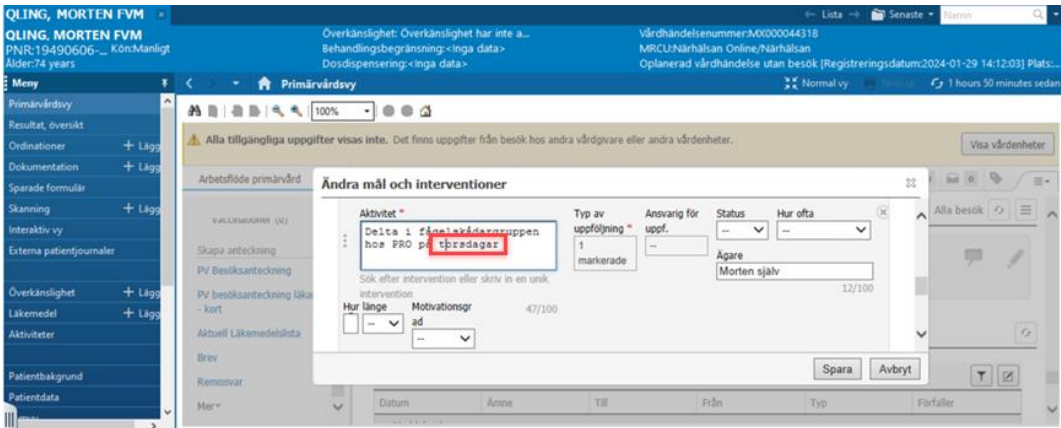 QLING, MORTEN FVM
Lista
Senaste
Namn
QLING, MORTEN FVM
PNR:19490606-_ Kön:Manligt
Ålder:74 years
Överkänslighet: Överkänslighet har inte a...
Behandlingsbegränsning:<Inga data>
Dosdispensering:<Inga data>
Vårdhändelsenummer:MX000044318
MRCU:Närhälsan Online/Närhälsan
Oplanerad vårdhändelse utan besök [Registreringsdatum:2024-01-29 14:12:03] Plats:...
Meny
Primärvårdsvy
Normal vy
1 hours 50 minutes sedan
Primärvårdsvy
Resultat, översikt
Ordinationer + Lägg
Dokumentation + Lägg
Sparade formulär
Skanning + Lägg
Interaktiv vy
Externa patientjournaler
Överkänslighet + Lägg
Läkemedel + Lägg
Aktiviteter
Patientbakgrund
Patientdata
100%
Alla tillgängliga uppgifter visas inte. Det finns uppgifter från besök hos andra vårdgivare eller andra vårdenheter.
Visa vårdenheter
Arbetsflöde primärvård
Alla besök
Vaccinationer (0)
Skapa anteckning
PV Besöksanteckning
PV besöksanteckning läka
- kort
Aktuell Läkemedelslista
Brev
Remissvar
Mer
Ändra mål och interventioner
Aktivitet *
Delta i fågelskådargruppen
hos PRO på torsdagar
Sök efter intervention eller skriv in en unik
intervention
47/100
Typ av
uppföljning *
1
markerade
Ansvarig för
uppf.
--
Status
--
Hur ofta
--
Ägare
Morten själv
12/100
Hur länge
--
Motivationsgr
ad
--
Spara
Avbryt
Datum Ämne Till Från Typ Förfaller